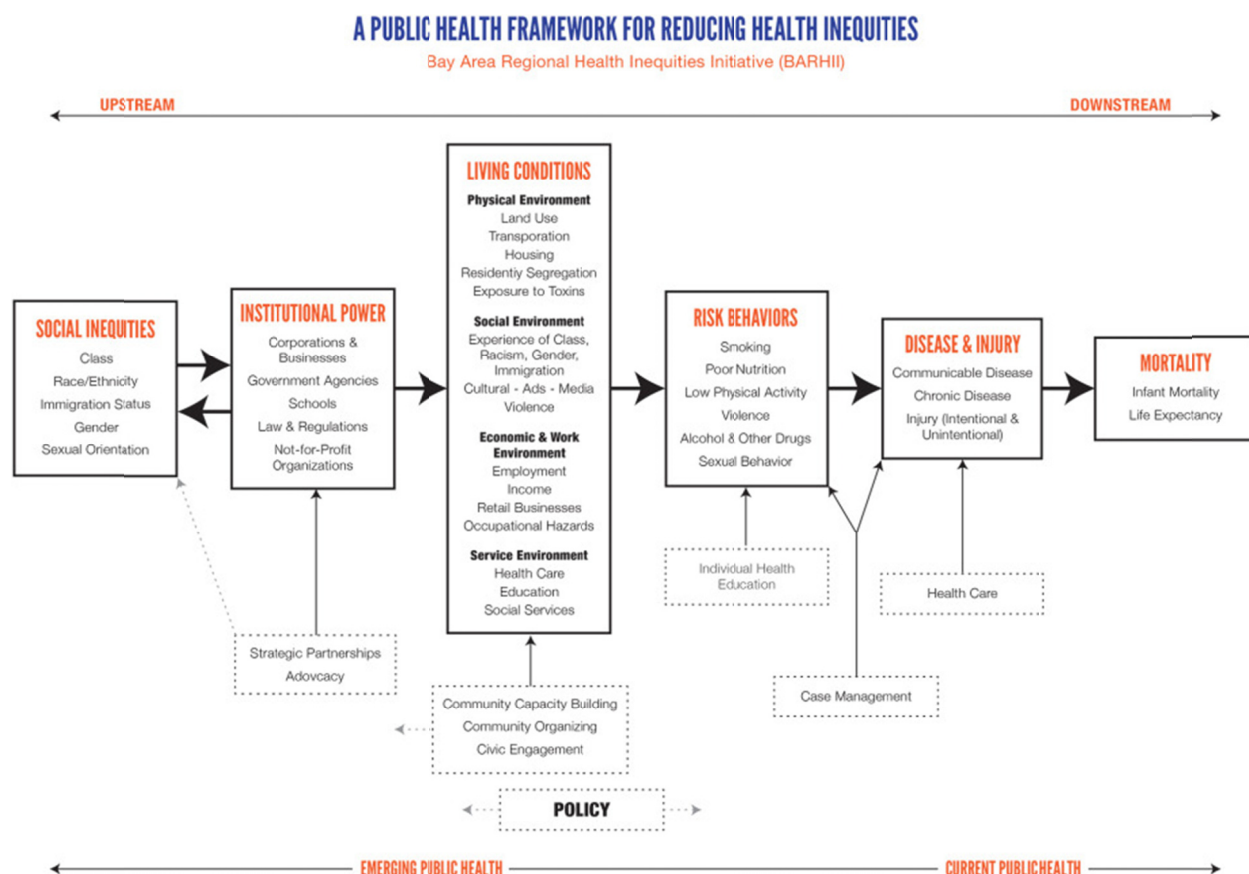 A PUBLIC HEALTH FRAMEWORK FOR REDUCING HEALTH INEQUITIES
Bay Area Regional Health Inequities Initiative (BARHII)
UPSTREAM
DOWNSTREAM
SOCIAL INEQUITIES
Class
Race/Ethnicity
Immigration Status
Gender
Sexual Orientation
INSTITUTIONAL POWER
Corporations &
Businesses
Government Agencies
Schools
Law & Regulations
Not-for-Profit
Organizations
LIVING CONDITIONS
Physical Environment
Land Use
Transporation
Housing
Residentiy Segregation
Exposure to Toxins
Social Environment
Experience of Class,
Racism, Gender,
Immigration
Cultural - Ads - Media
Violence
Economic & Work
Environment
Employment
Income
Retail Businesses
Occupational Hazards
Service Environment
Health Care
Education
Social Services
RISK BEHAVIORS
Smoking
Poor Nutrition
Low Physical Activity
Violence
Alcohol & Other Drugs
Sexual Behavior
DISEASE & INJURY
Communicable Disease
Chronic Disease
Injury (Intentional &
Unintentional)
MORTALITY
Infant Mortality
Life Expectancy
Strategic Partnerships
Adovcacy
Community Capacity Building
Community Organizing
Civic Engagement
Individual Health
Education
Case Management
Health Care
POLICY
EMERGING PUBLIC HEALTH
CURRENT PUBLIC HEALTH